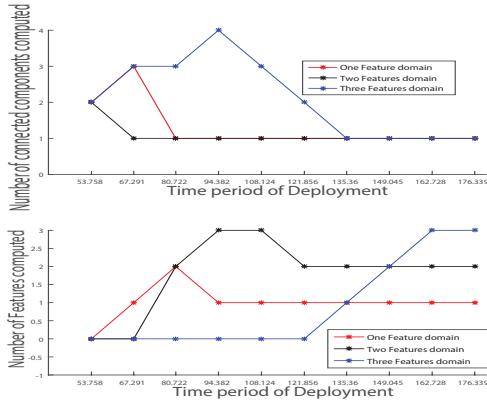 Number of connected components computed
4
3
2
1
0
One Feature domain
Two Features domain
Three Features domain
53.758 67.291 80.722 94.382 108.124 121.856 135.36 149.045 162.728 176.339
Time period of Deployment
Number of Features computed
3
2.5
2
1.5
1
0.5
0
-0.5
-1
One Feature domain
Two Features domain
Three Features domain
53.758 67.291 80.722 94.382 108.124 121.856 135.36 149.045 162.728 176.339
Time period of Deployment